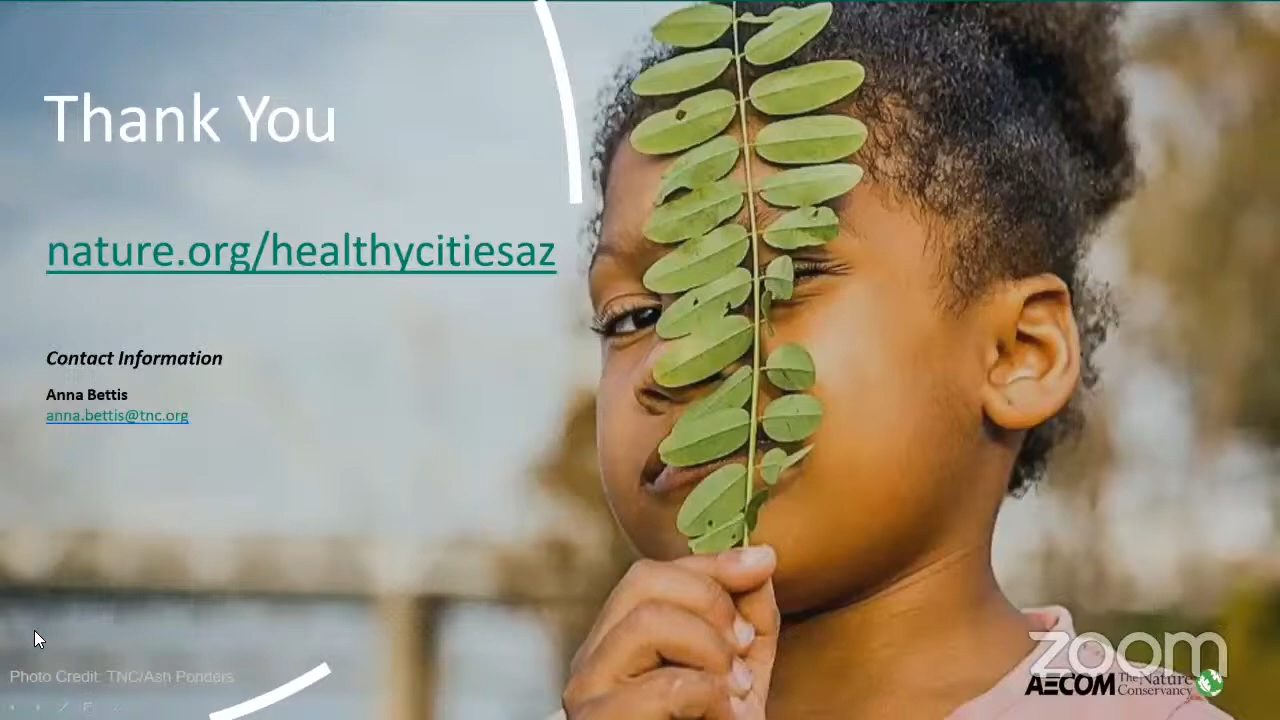 Thank You
nature.org/healthycitiesaz
Contact Information
Anna Bettis
anna.bettis@tnc.org
Photo Credit: TNC/Ash Ponders
zoom
AECOM
The Nature
Conservancy